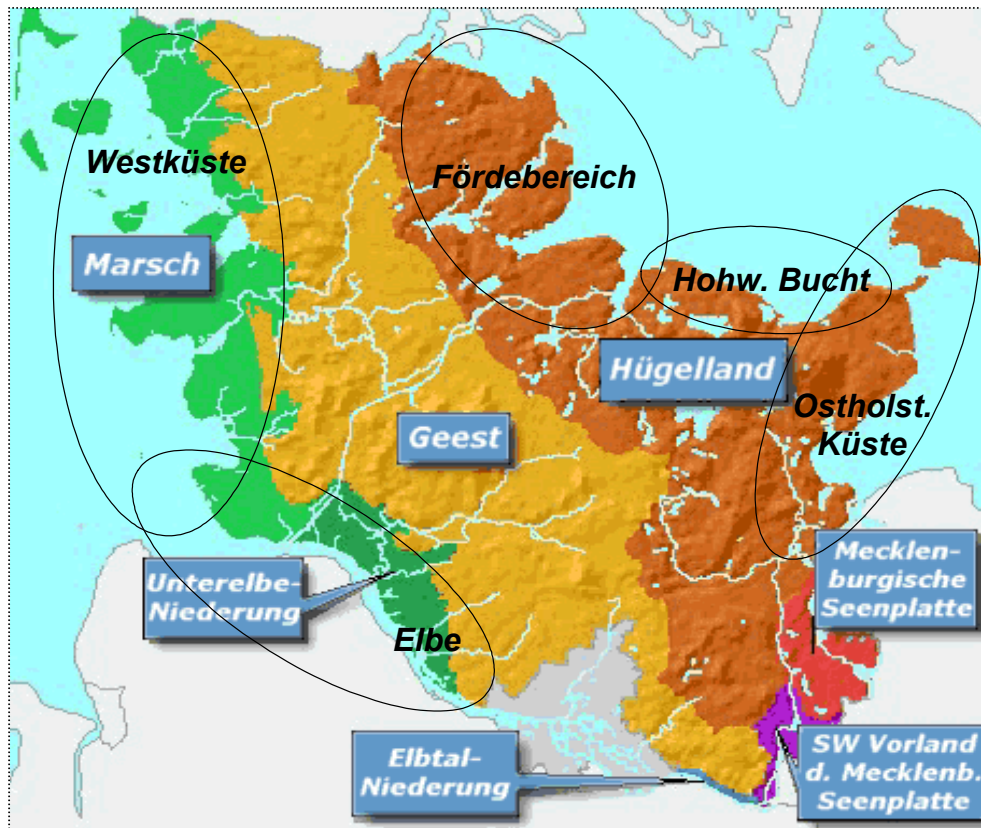 Westküste
Fördebereich
Marsch
Hohw. Bucht
Hügelland
Ostholst.
Küste
Geest
Mecklen-
burgische
Seenplatte
Unterelbe-
Niederung
Elbe
Elbtal-
Niederung
SW Vorland
d. Mecklenb.
Seenplatte